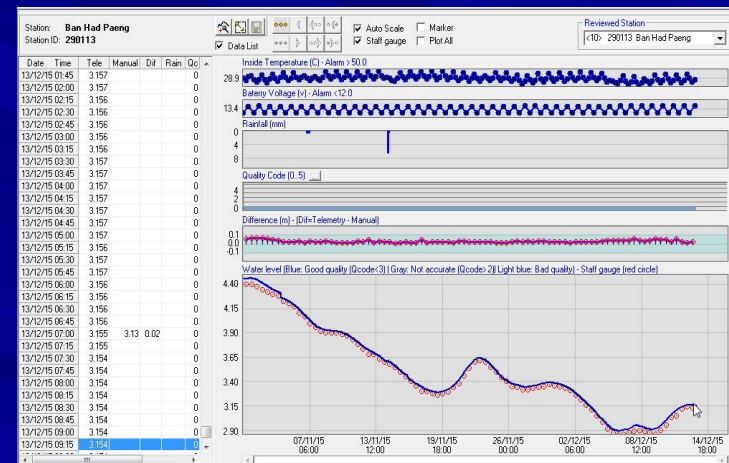 Station: Ban Had Paeng
Station ID: 290113
Data List
Auto Scale
Marker
Staff gauge
Plot All
Reviewed Station
<10> 290113 Ban Had Paeng
Date Time Tele Manual Dif Rain Qc
13/12/15 01:45 3.157 0
13/12/15 02:00 3.157 0
13/12/15 02:15 3.156 0
13/12/15 02:30 3.156 0
13/12/15 02:45 3.156 0
13/12/15 03:00 3.156 0
13/12/15 03:15 3.156 0
13/12/15 03:30 3.157 0
13/12/15 03:45 3.157 0
13/12/15 04:00 3.157 0
13/12/15 04:15 3.157 0
13/12/15 04:30 3.157 0
13/12/15 04:45 3.157 0
13/12/15 05:00 3.157 0
13/12/15 05:15 3.156 0
13/12/15 05:30 3.156 0
13/12/15 05:45 3.157 0
13/12/15 06:00 3.156 0
13/12/15 06:15 3.156 0
13/12/15 06:30 3.156 0
13/12/15 06:45 3.156 0
13/12/15 07:00 3.155 3.13 0.02 0
13/12/15 07:15 3.155 0
13/12/15 07:30 3.154 0
13/12/15 07:45 3.154 0
13/12/15 08:00 3.154 0
13/12/15 08:15 3.154 0
13/12/15 08:30 3.154 0
13/12/15 08:45 3.154 0
13/12/15 09:00 3.154 0
13/12/15 09:15 3.154 0
Inside Temperature (C) - Alarm > 50.0
28.9
Baterry Voltage (v) - Alarm <12.0
13.4
Rainfall (mm)
0
4
8
Quality Code (0..5) ...
4
2
0
Difference (m) - (Dif=Telemetry - Manual)
0.1
0.0
-0.1
Water level (Blue: Good quality (Qcode<3) | Gray: Not accurate (Qcode> 2)| Light blue: Bad quality) - Staff gauge (red circle)
4.40
4.15
3.90
3.65
3.40
3.15
2.90
07/11/15 13/11/15 19/11/15 26/11/15 02/12/15 08/12/15 14/12/15
06:00 12:00 18:00 00:00 06:00 12:00 18:00